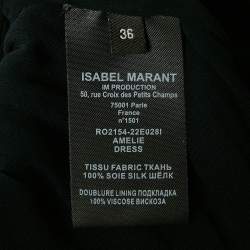 36
ISABEL MARANT
IM PRODUCTION
50, rue Croix des Petits Champs
75001 Paris
France
n°1501
RO2154-22E028I
AMELIE
DRESS
TISSU FABRIC ТКАНЬ
100% SOIE SILK ШЁЛК
DOUBLURE LINING ПОДКЛАДКА
100% VISCOSE ВИСКОЗА